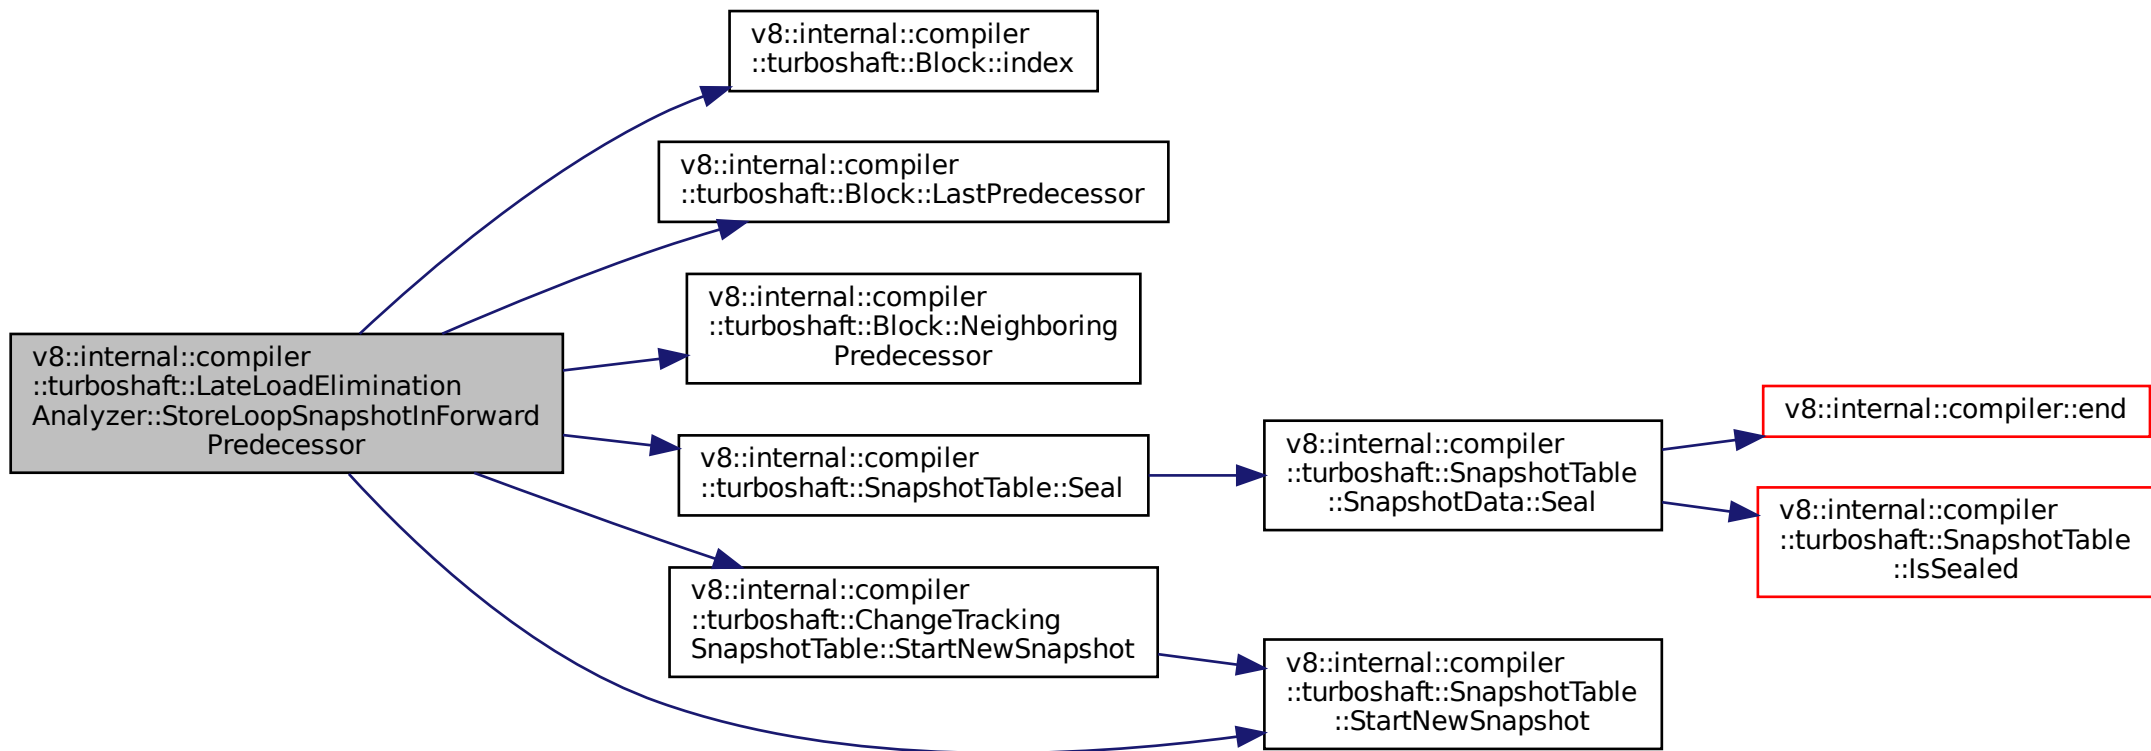 v8::internal::compiler
::turboshaft::Block::index
v8::internal::compiler
::turboshaft::Block::LastPredecessor
v8::internal::compiler
::turboshaft::Block::Neighboring
Predecessor
v8::internal::compiler
::turboshaft::LateLoadElimination
Analyzer::StoreLoopSnapshotInForward
Predecessor
v8::internal::compiler
::turboshaft::SnapshotTable::Seal
v8::internal::compiler
::turboshaft::SnapshotTable
::SnapshotData::Seal
v8::internal::compiler::end
v8::internal::compiler
::turboshaft::SnapshotTable
::IsSealed
v8::internal::compiler
::turboshaft::ChangeTracking
SnapshotTable::StartNewSnapshot
v8::internal::compiler
::turboshaft::SnapshotTable
::StartNewSnapshot